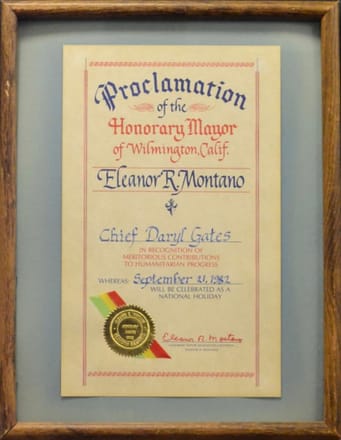 Proclamation
of the
Honorary Mayor
of Wilmington, Calif.
Eleanor R. Montano
Chief Daryl Gates
IN RECOGNITION OF
MERITORIOUS CONTRIBUTIONS
TO HUMANITARIAN PROGRESS
WHEREAS: September 21, 1982
WILL BE CELEBRATED AS A
NATIONAL HOLIDAY
Eleanor R. Montano